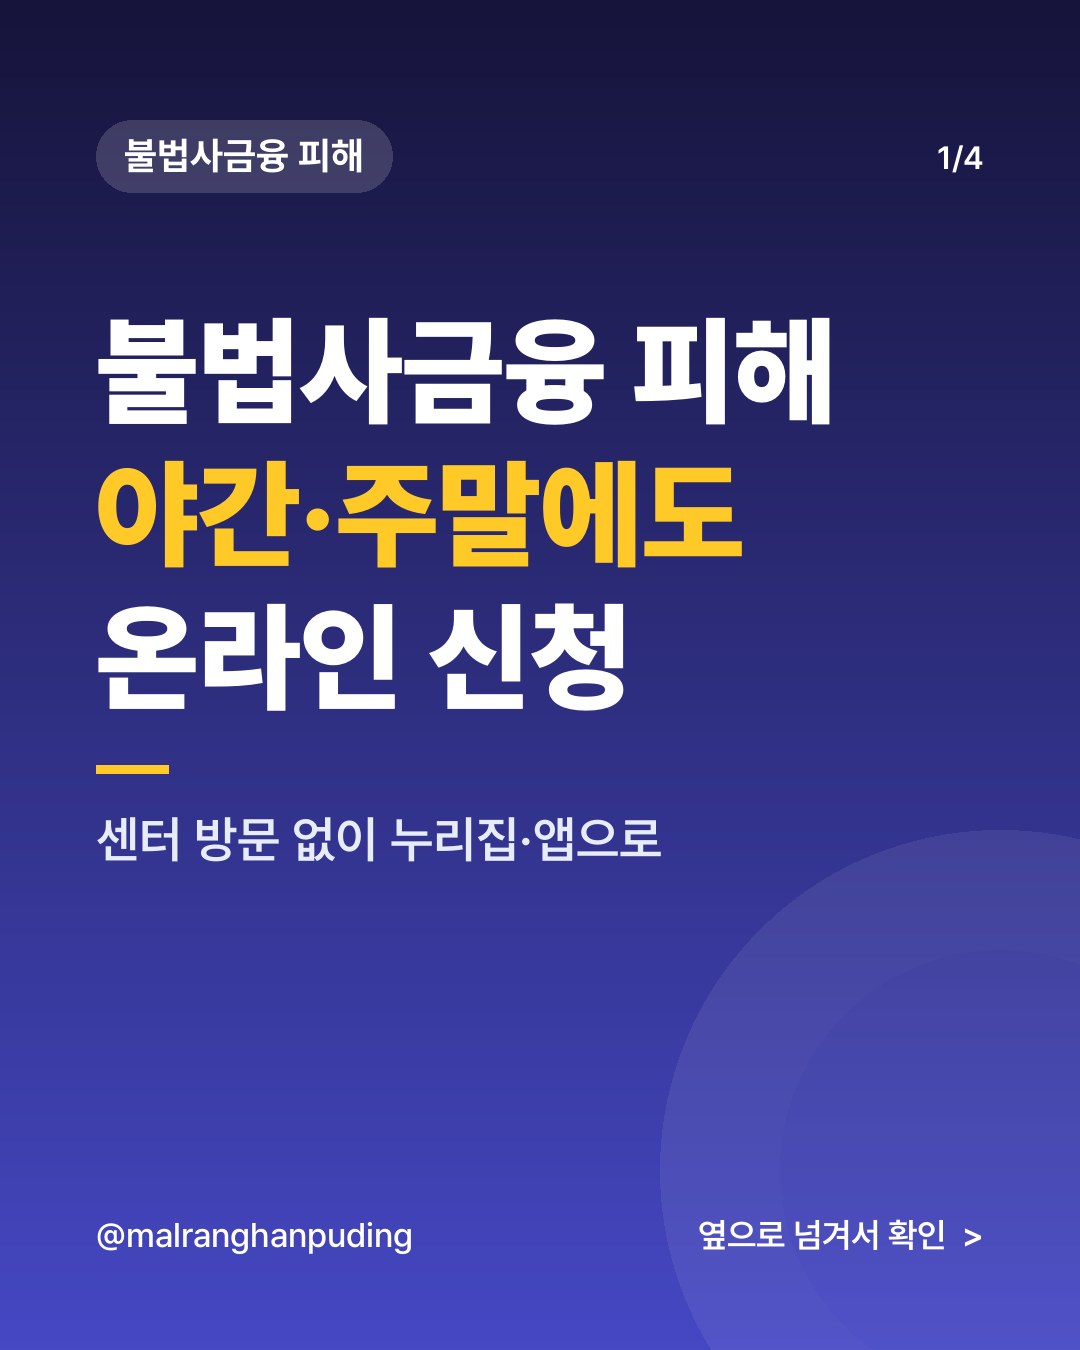 불법사금융 피해
1/4
불법사금융 피해
야간·주말에도
온라인 신청
센터 방문 없이 누리집·앱으로
@malranghanpuding
옆으로 넘겨서 확인 >